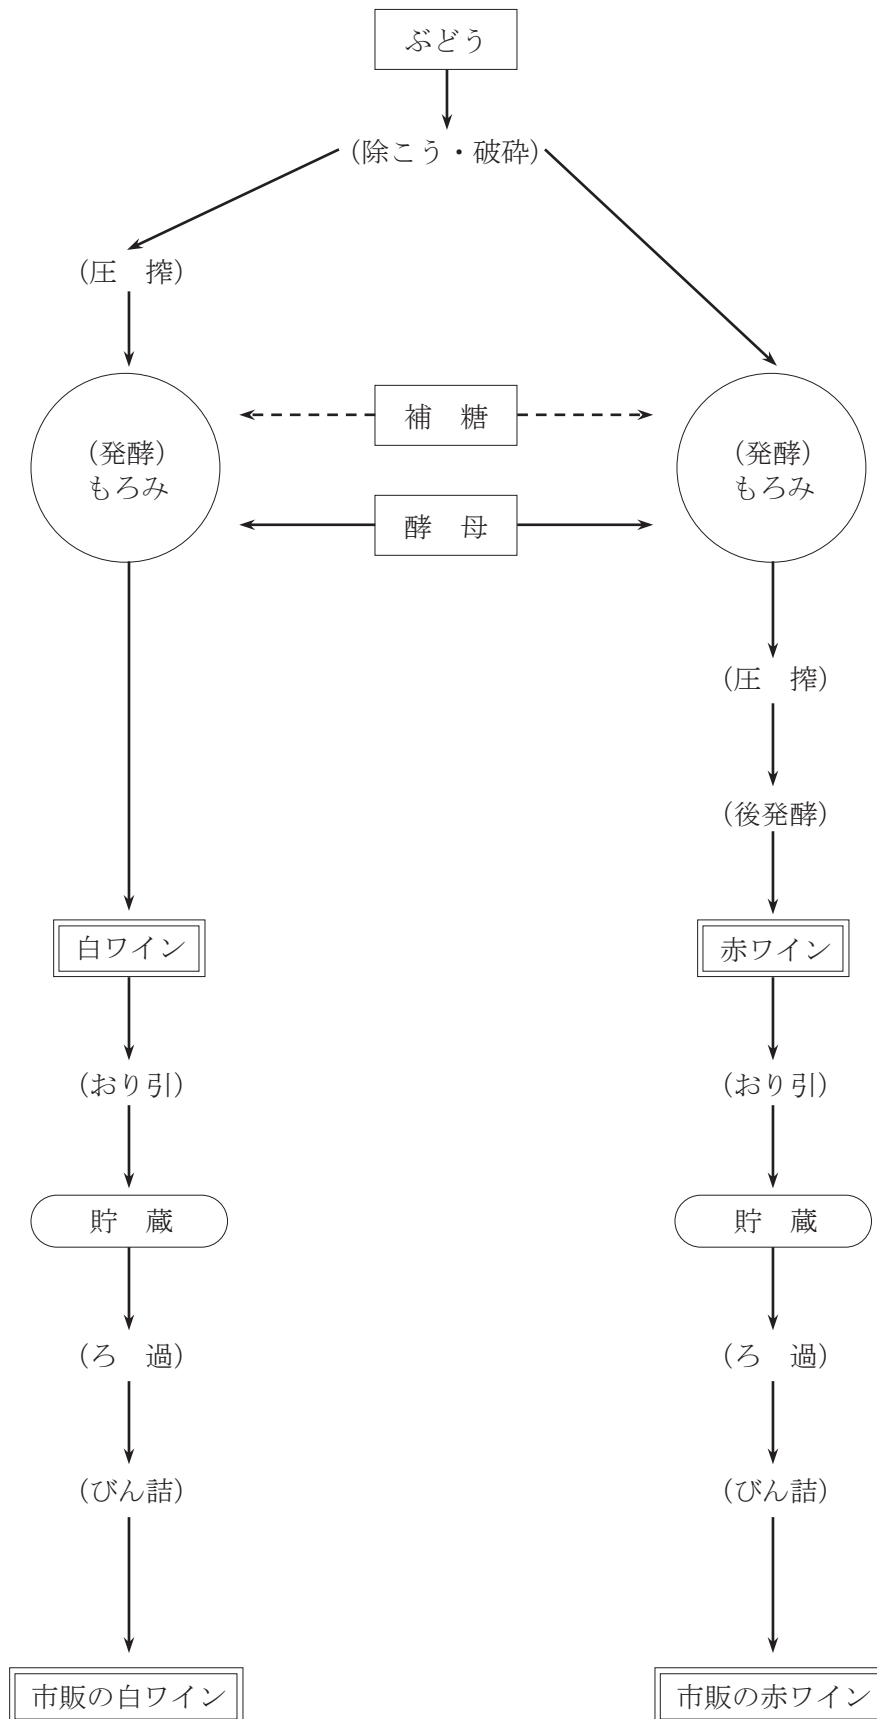 ぶどう
(除こう・破砕)
(圧　搾)
(発酵)
もろみ
補　糖
酵　母
(発酵)
もろみ
(圧　搾)
(後発酵)
白ワイン
赤ワイン
(おり引)
(おり引)
貯　蔵
貯　蔵
(ろ　過)
(ろ　過)
(びん詰)
(びん詰)
市販の白ワイン
市販の赤ワイン